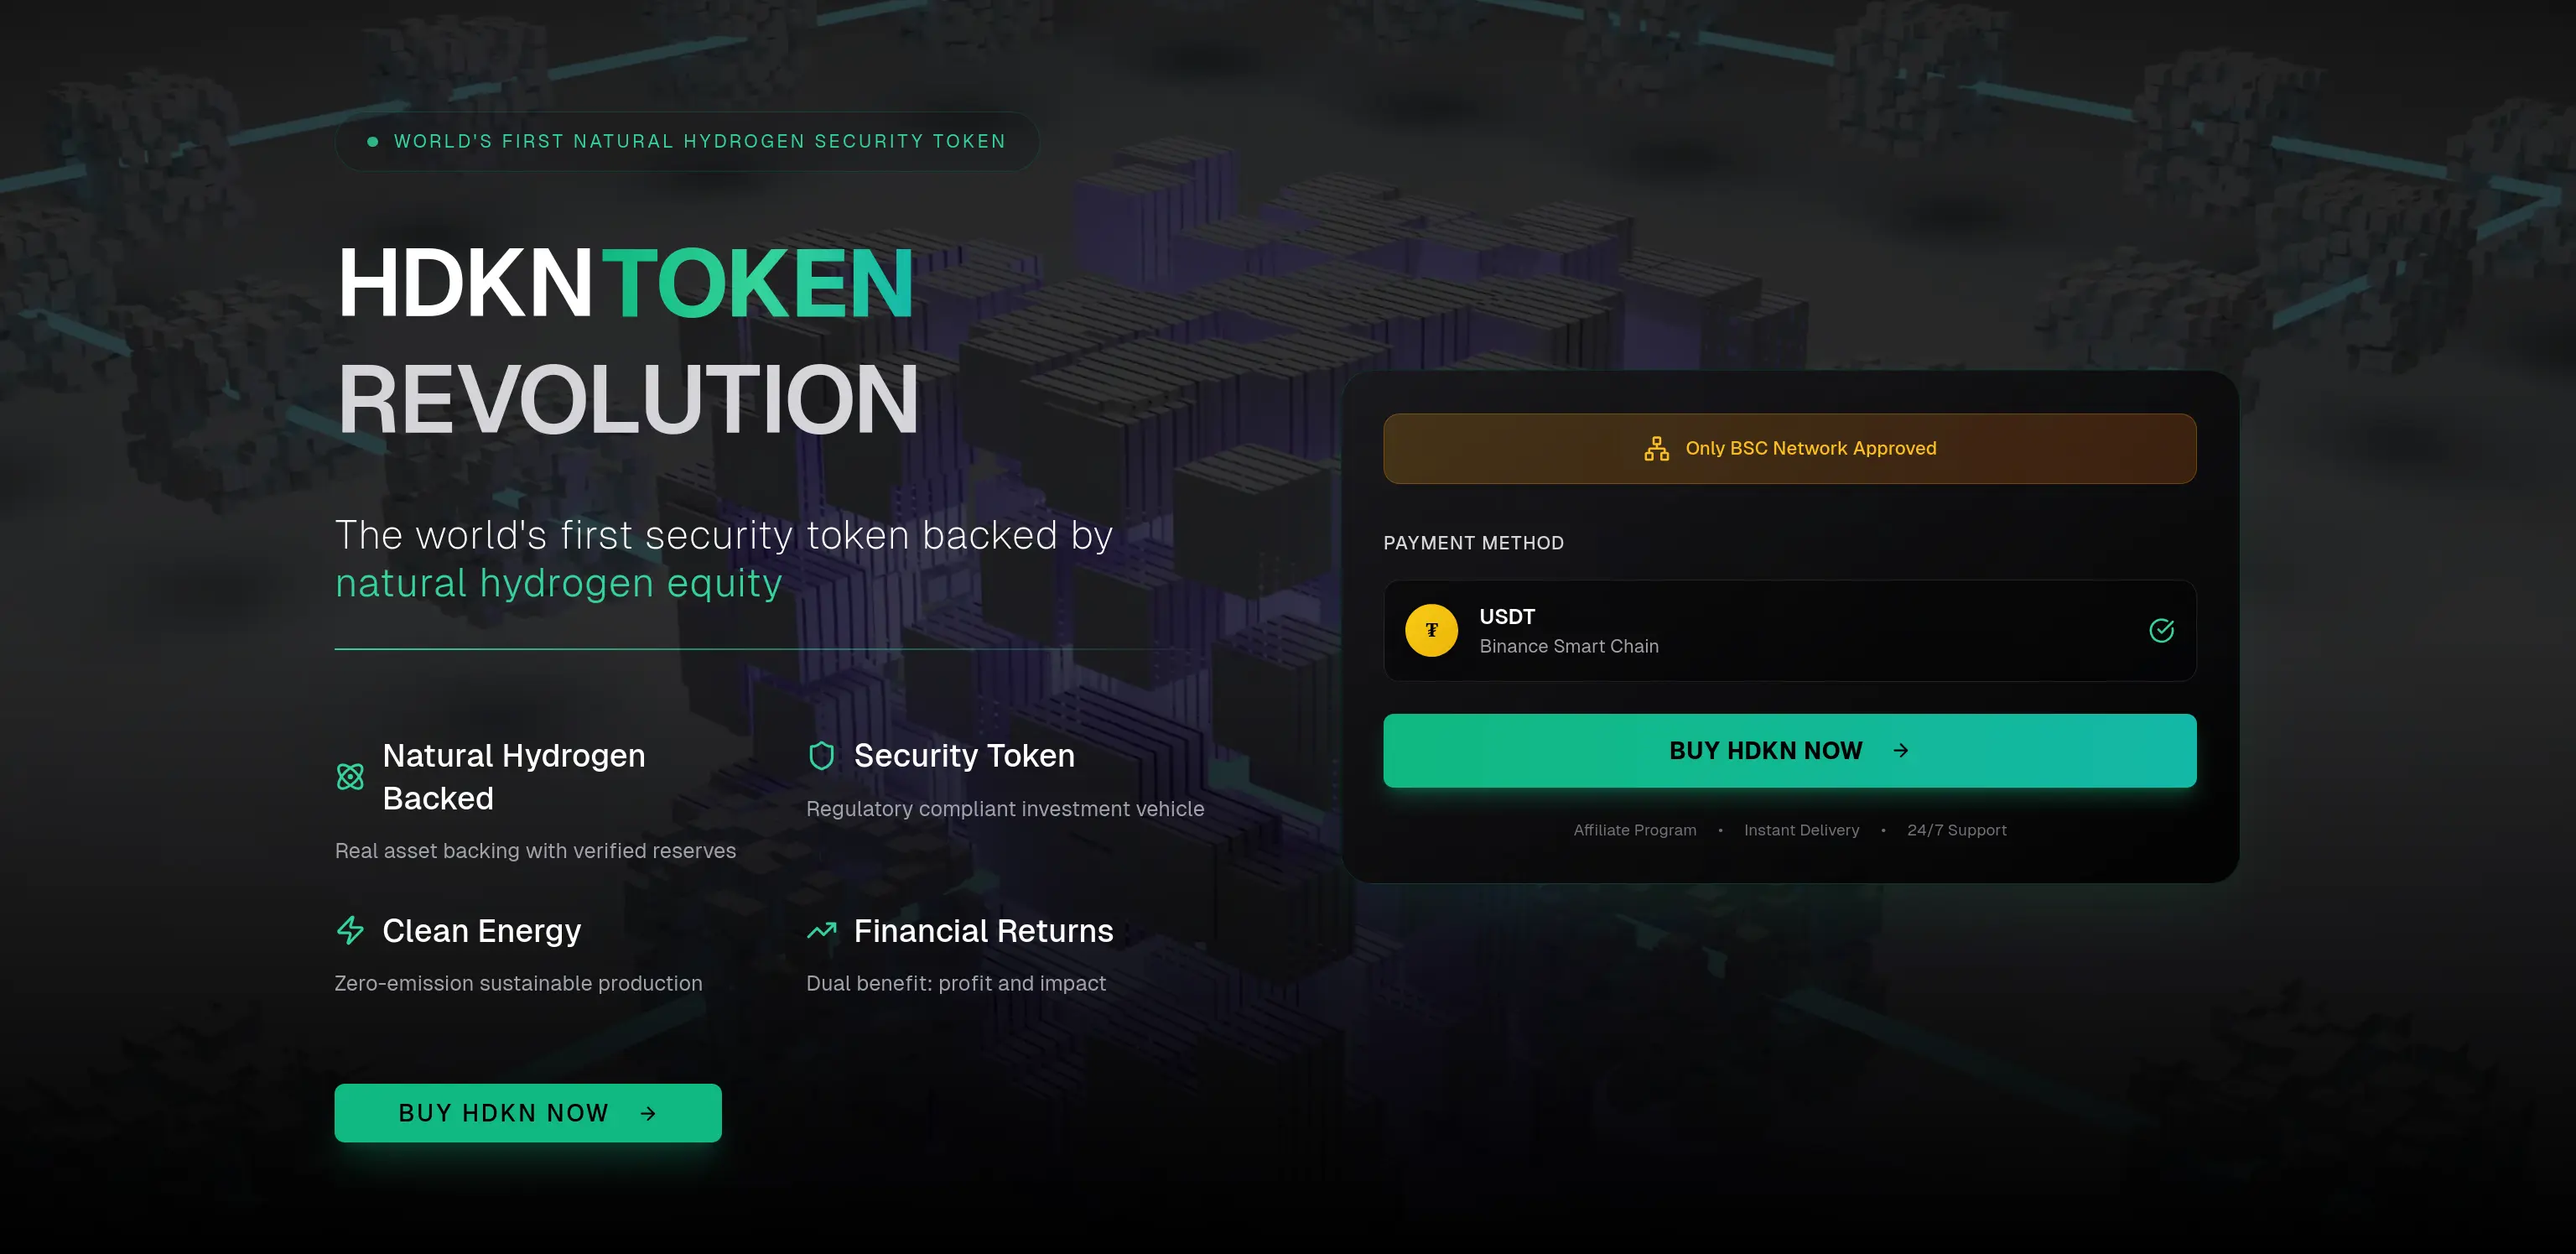 WORLD'S FIRST NATURAL HYDROGEN SECURITY TOKEN
HDKN TOKEN
REVOLUTION
The world's first security token backed by
natural hydrogen equity
Natural Hydrogen
Backed
Real asset backing with verified reserves
Security Token
Regulatory compliant investment vehicle
Clean Energy
Zero-emission sustainable production
Financial Returns
Dual benefit: profit and impact
BUY HDKN NOW
Only BSC Network Approved
PAYMENT METHOD
USDT
Binance Smart Chain
BUY HDKN NOW
Affiliate Program • Instant Delivery • 24/7 Support